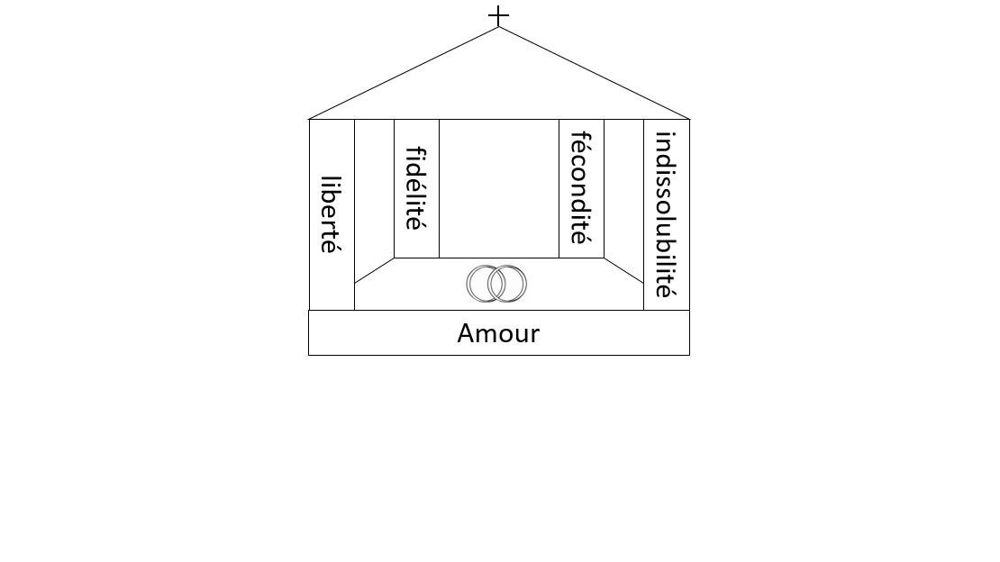 liberté
fidélité
fécondité
indissolubilité
Amour